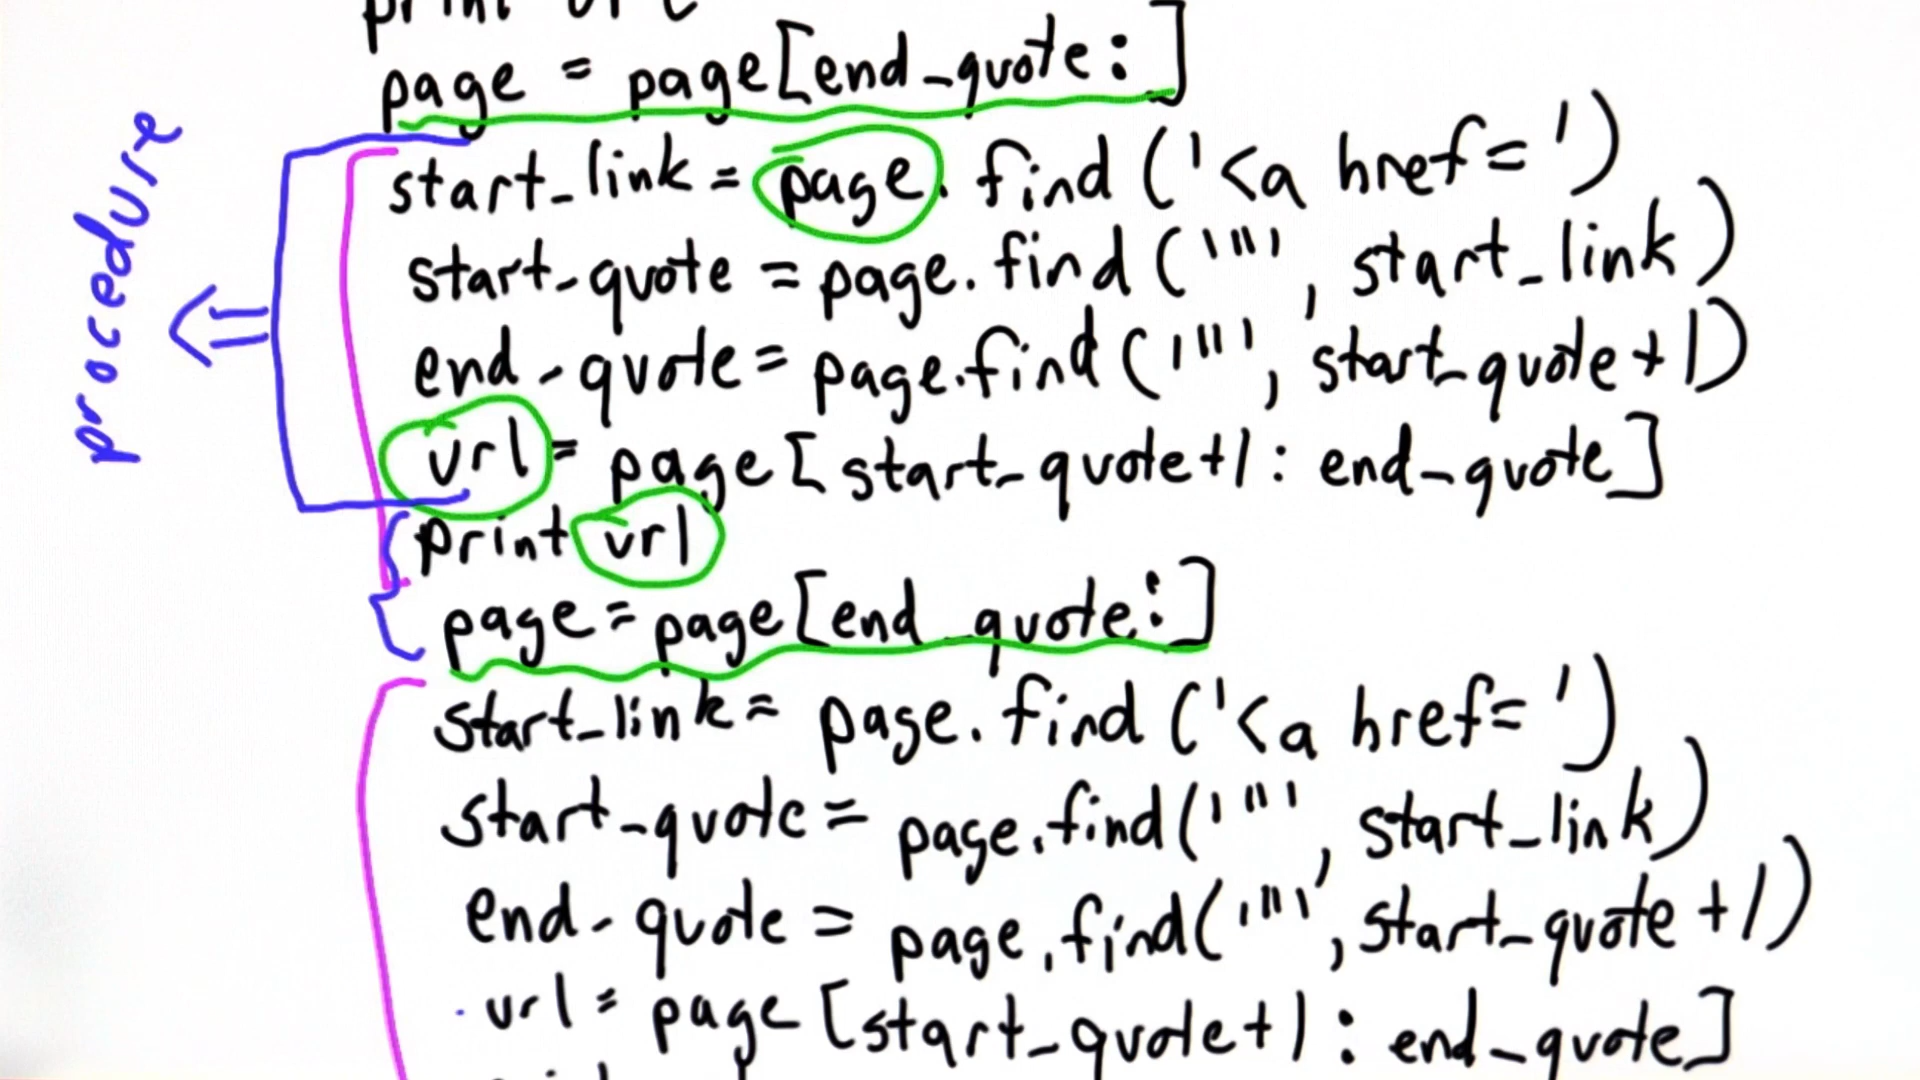 print url
page = page[end_quote:]
start_link = page.find('<a href=')
start_quote = page.find('"', start_link)
end_quote = page.find('"', start_quote+1)
url = page[start_quote+1: end_quote]
print url
page = page[end_quote:]
start_link = page.find('<a href=')
start_quote = page.find('"', start_link)
end_quote = page.find('"', start_quote+1)
url = page[start_quote+1: end_quote]
procedure